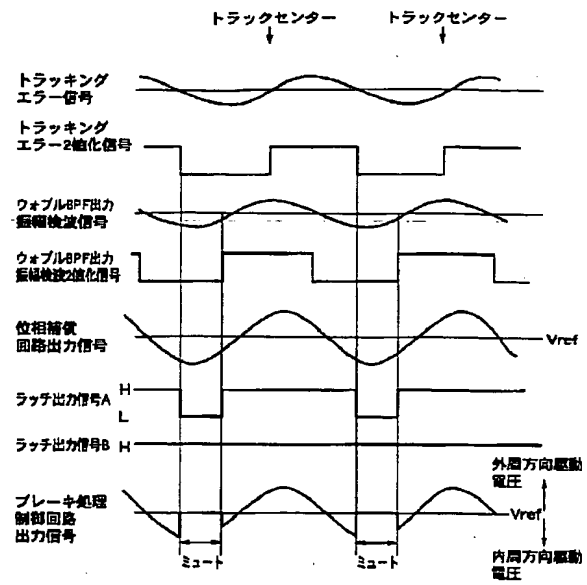 トラックセンター
トラックセンター
トラッキング
エラー信号
トラッキング
エラー2値化信号
ウォブルBPF出力
振幅検波信号
ウォブルBPF出力
振幅検波2値化信号
位相補償
回路出力信号
Vref
ラッチ出力信号A
H
L
ラッチ出力信号B
H
外周方向駆動
電圧
ブレーキ処理
制御回路
出力信号
Vref
ミュート
ミュート
内周方向駆動
電圧